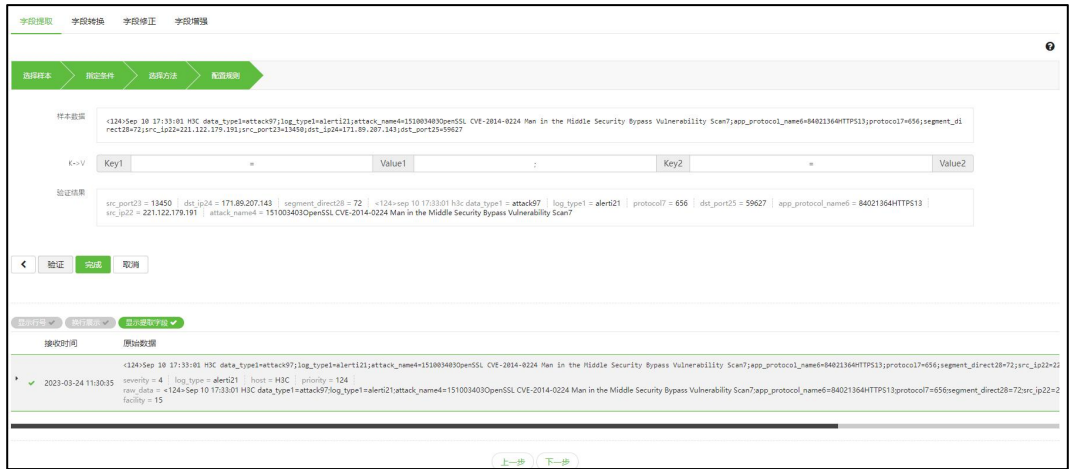 字段提取 字段转换 字段修正 字段增强
选择样本 指定条件 选择方法 配置规则
样本数据
<124>Sep 10 17:33:01 H3C data_type1=attack97;log_type1=alerti21;attack_name4=151003403OpenSSL CVE-2014-0224 Man in the Middle Security Bypass Vulnerability Scan7;app_protocol_name6=84021364HTTPS13;protocol7=656;segment_di
rect28=72;src_ip22=221.122.179.191;src_port23=13450;dst_ip24=171.89.207.143;dst_port25=59627
K->V Key1 = Value1 ; Key2 = Value2
验证结果
src_port23 = 13450 dst_ip24 = 171.89.207.143 segment_direct28 = 72 <124>sep 10 17:33:01 h3c data_type1 = attack97 log_type1 = alerti21 protocol7 = 656 dst_port25 = 59627 app_protocol_name6 = 84021364HTTPS13
src_ip22 = 221.122.179.191 attack_name4 = 151003403OpenSSL CVE-2014-0224 Man in the Middle Security Bypass Vulnerability Scan7
验证 完成 取消
显示行号 换行显示 显示提取字段
接收时间 原始数据
<124>Sep 10 17:33:01 H3C data_type1=attack97;log_type1=alerti21;attack_name4=151003403OpenSSL CVE-2014-0224 Man in the Middle Security Bypass Vulnerability Scan7;app_protocol_name6=84021364HTTPS13;protocol7=656;segment_direct28=72;src_ip22=22
2023-03-24 11:30:35 severity = 4 log_type = alerti21 host = H3C priority = 124
raw_data = <124>Sep 10 17:33:01 H3C data_type1=attack97;log_type1=alerti21;attack_name4=151003403OpenSSL CVE-2014-0224 Man in the Middle Security Bypass Vulnerability Scan7;app_protocol_name6=84021364HTTPS13;protocol7=656;segment_direct28=72;src_ip22=2
facility = 15
上一步 下一步